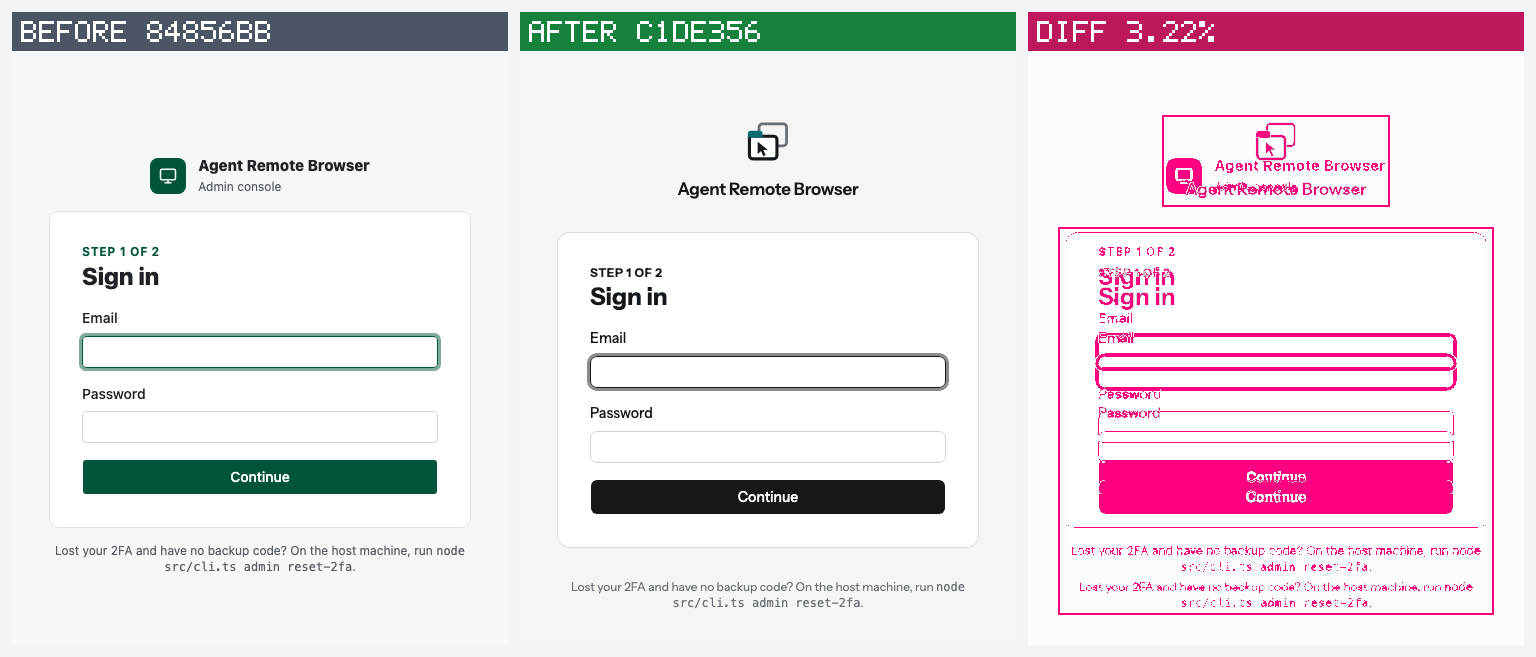 BEFORE 84856BB
Agent Remote Browser
Admin console
STEP 1 OF 2
Sign in
Email
Password
Continue
Lost your 2FA and have no backup code? On the host machine, run node
src/cli.ts admin reset-2fa.
AFTER C1DE356
Agent Remote Browser
STEP 1 OF 2
Sign in
Email
Password
Continue
Lost your 2FA and have no backup code? On the host machine, run node
src/cli.ts admin reset-2fa.
DIFF 3.22%
Agent Remote Browser
Agent Remote Browser
STEP 1 OF 2
Sign in
Sign in
Email
Email
Password
Password
Continue
Continue
Lost your 2FA and have no backup code? On the host machine, run node
src/cli.ts admin reset-2fa.
Lost your 2FA and have no backup code? On the host machine, run node
src/cli.ts admin reset-2fa.